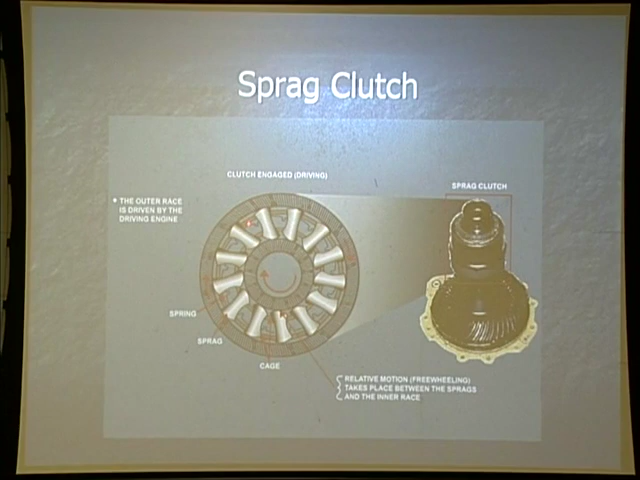 Sprag Clutch
CLUTCH ENGAGED (DRIVING)
SPRAG CLUTCH
• THE OUTER RACE
IS DRIVEN BY THE
DRIVING ENGINE
SPRING
SPRAG
CAGE
RELATIVE MOTION (FREEWHEELING)
TAKES PLACE BETWEEN THE SPRAGS
AND THE INNER RACE